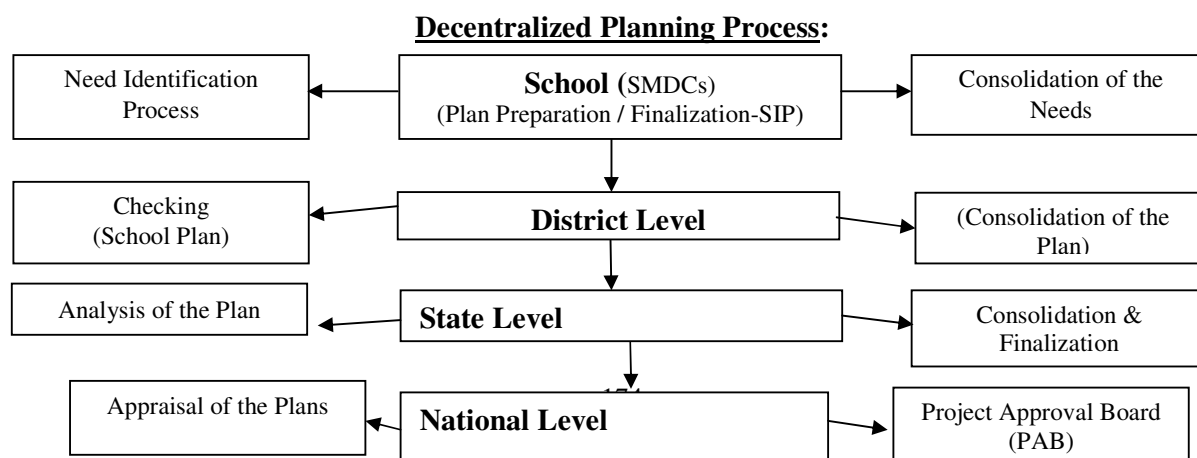 Decentralized Planning Process:
Need Identification
Process
School (SMDCs)
(Plan Preparation / Finalization-SIP)
Consolidation of the
Needs
Checking
(School Plan)
District Level
(Consolidation of the
Plan)
Analysis of the Plan
State Level
Consolidation &
Finalization
Appraisal of the Plans
National Level
Project Approval Board
(PAB)